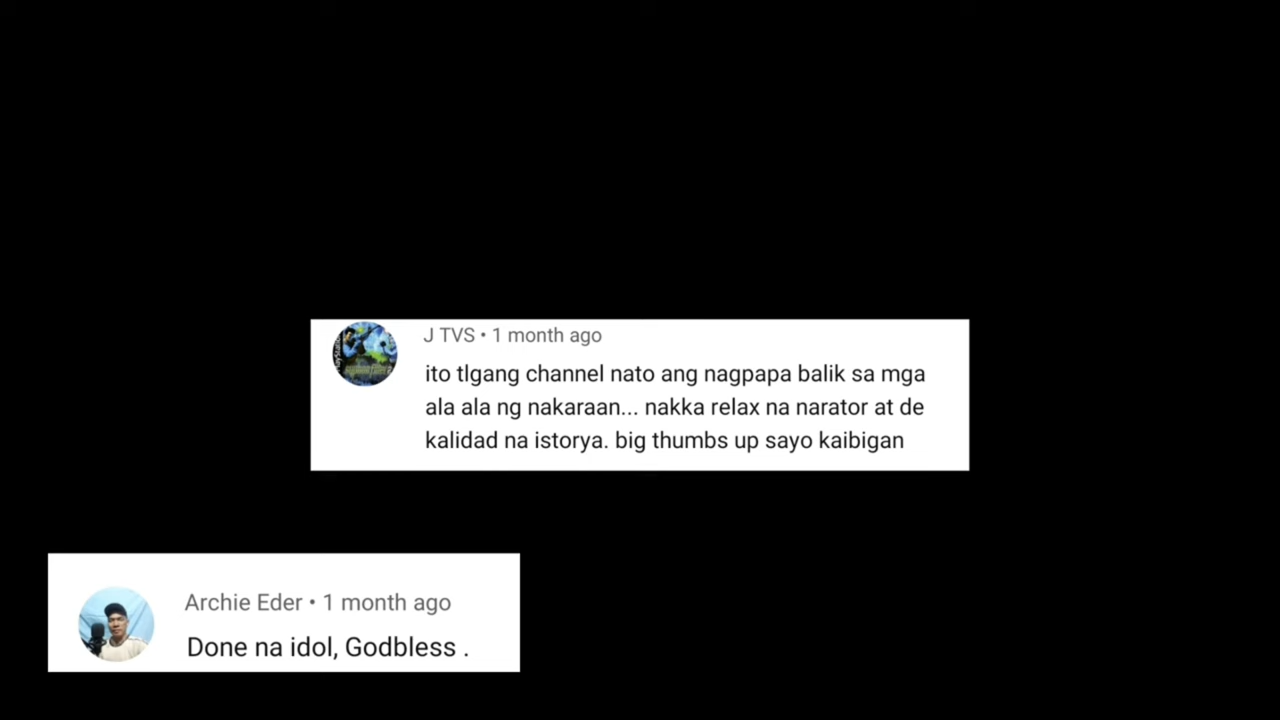 J TVS • 1 month ago
ito tlgang channel nato ang nagpapa balik sa mga
ala ala ng nakaraan... nakka relax na narator at de
kalidad na istorya. big thumbs up sayo kaibigan
Archie Eder • 1 month ago
Done na idol, Godbless .